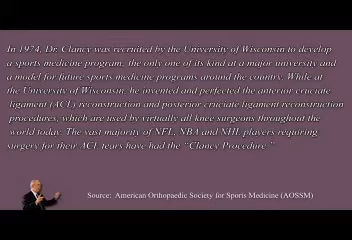 In 1974, Dr. Clancy was recruited by the University of Wisconsin to develop
a sports medicine program, the only one of its kind at a major university and
a model for future sports medicine programs around the country. While at
the University of Wisconsin, he invented and perfected the anterior cruciate
ligament (ACL) reconstruction and posterior cruciate ligament reconstruction
procedures, which are used by virtually all knee surgeons throughout the
world today. The vast majority of NFL, NBA and NHL players requiring
surgery for their ACL tears have had the “Clancy Procedure.”
Source: American Orthopaedic Society for Sports Medicine (AOSSM)